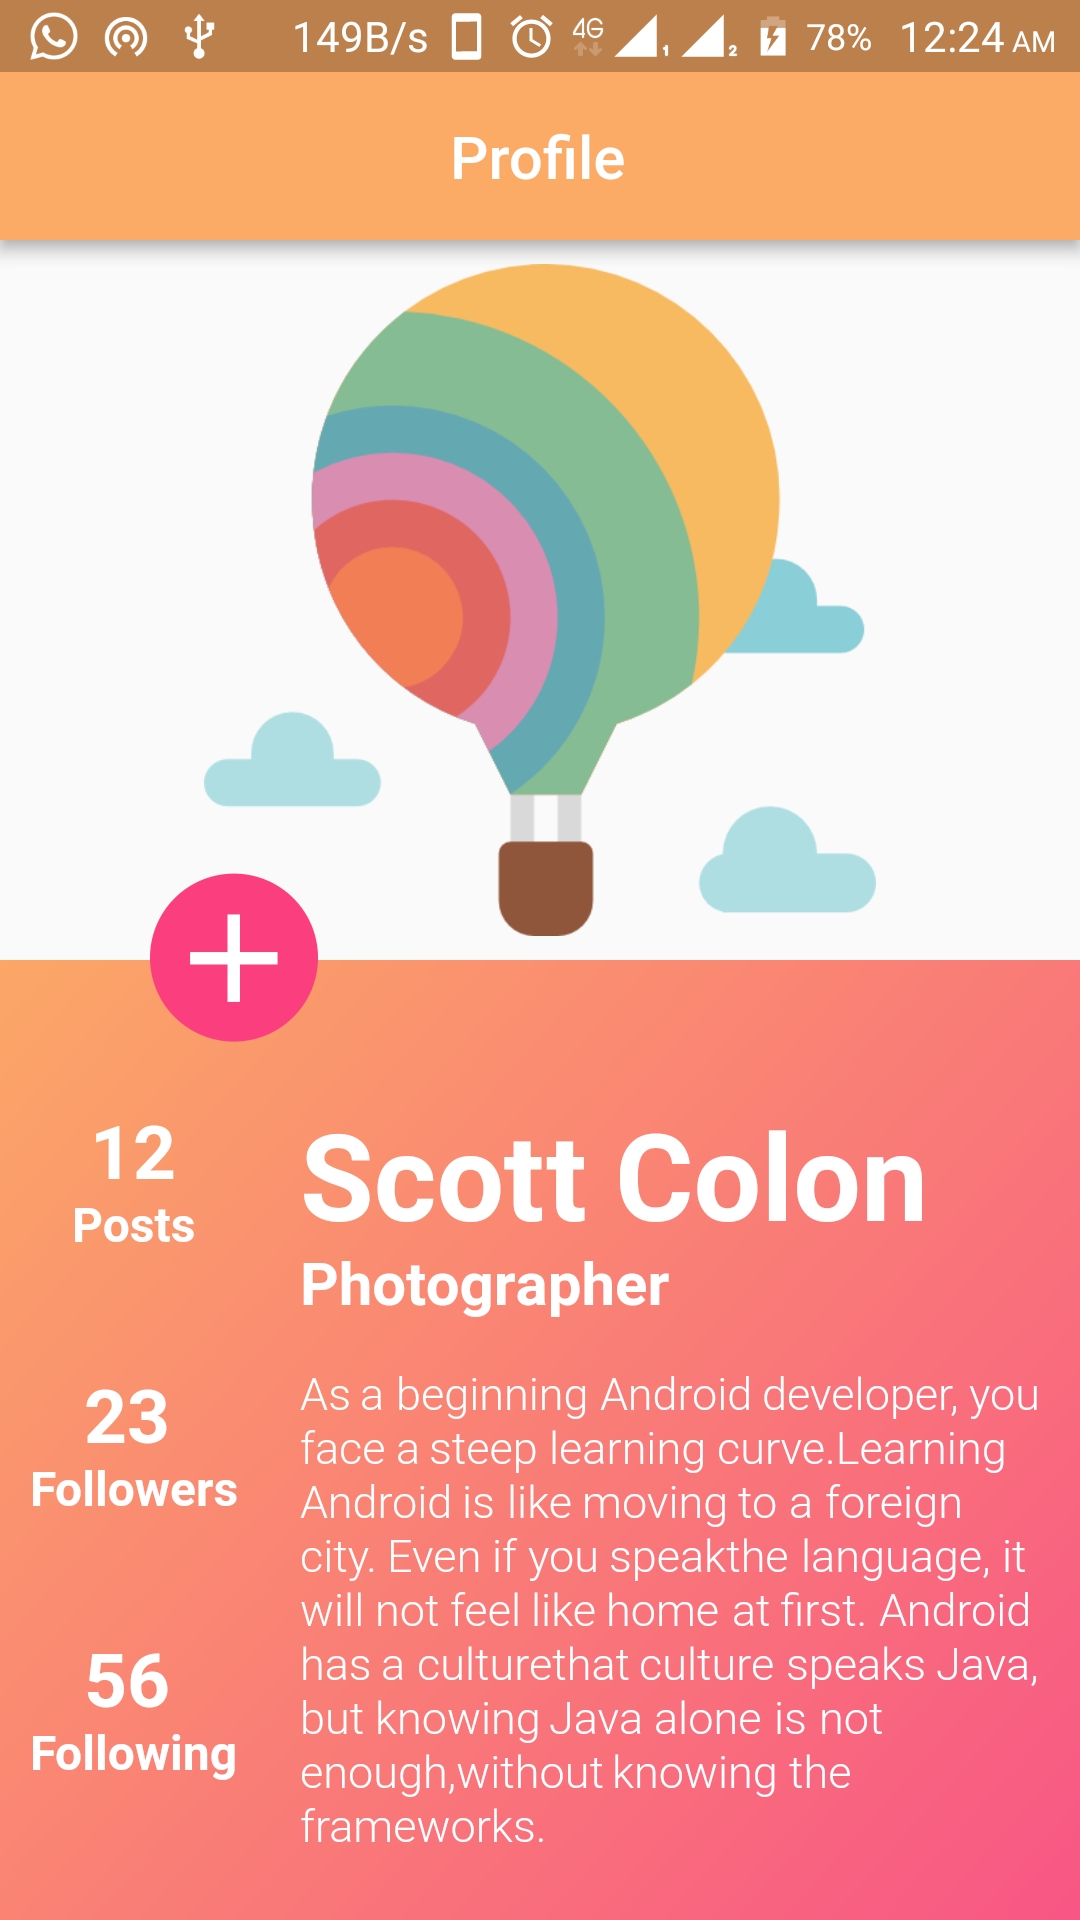 149B/s 4G 1 2 78% 12:24 AM
Profile
12
Posts
Scott Colon
Photographer
23
Followers
56
Following
As a beginning Android developer, you
face a steep learning curve.Learning
Android is like moving to a foreign
city. Even if you speakthe language, it
will not feel like home at first. Android
has a culturethat culture speaks Java,
but knowing Java alone is not
enough,without knowing the
frameworks.